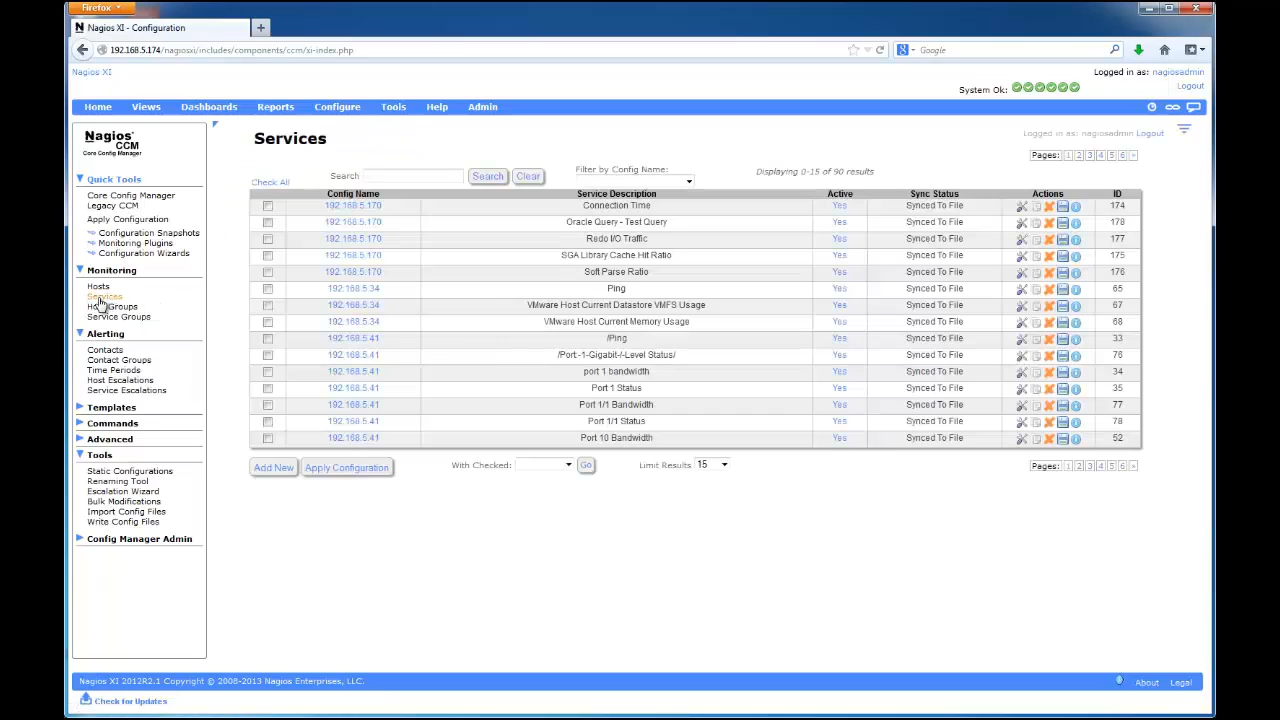 Firefox
Nagios XI - Configuration
192.168.5.174/nagiosxi/includes/components/ccm/xi-index.php
Google
Nagios XI
Logged in as: nagiosadmin
System Ok:
Logout
Home Views Dashboards Reports Configure Tools Help Admin
Nagios
CCM
Core Config Manager
Quick Tools
Core Config Manager
Legacy CCM
Apply Configuration
Configuration Snapshots
Monitoring Plugins
Configuration Wizards
Monitoring
Hosts
Services
Groups
Service Groups
Alerting
Contacts
Contact Groups
Time Periods
Host Escalations
Service Escalations
Templates
Commands
Advanced
Tools
Static Configurations
Renaming Tool
Escalation Wizard
Bulk Modifications
Import Config Files
Write Config Files
Config Manager Admin
Services
Logged in as: nagiosadmin Logout
Pages: 1 2 3 4 5 6 »
Check All
Search
Search Clear
Filter by Config Name:
Displaying 0-15 of 90 results
Config Name Service Description Active Sync Status Actions ID
192.168.5.170 Connection Time Yes Synced To File 174
192.168.5.170 Oracle Query - Test Query Yes Synced To File 178
192.168.5.170 Redo I/O Traffic Yes Synced To File 177
192.168.5.170 SGA Library Cache Hit Ratio Yes Synced To File 175
192.168.5.170 Soft Parse Ratio Yes Synced To File 176
192.168.5.34 Ping Yes Synced To File 65
192.168.5.34 VMware Host Current Datastore VMFS Usage Yes Synced To File 67
192.168.5.34 VMware Host Current Memory Usage Yes Synced To File 68
192.168.5.41 /Ping Yes Synced To File 33
192.168.5.41 /Port -1-Gigabit-/-Level Status/ Yes Synced To File 76
192.168.5.41 port 1 bandwidth Yes Synced To File 34
192.168.5.41 Port 1 Status Yes Synced To File 35
192.168.5.41 Port 1/1 Bandwidth Yes Synced To File 77
192.168.5.41 Port 1/1 Status Yes Synced To File 78
192.168.5.41 Port 10 Bandwidth Yes Synced To File 52
Add New Apply Configuration
With Checked: Go
Limit Results 15
Pages: 1 2 3 4 5 6 »
Nagios XI 2012R2.1 Copyright © 2008-2013 Nagios Enterprises, LLC.
About Legal
Check for Updates